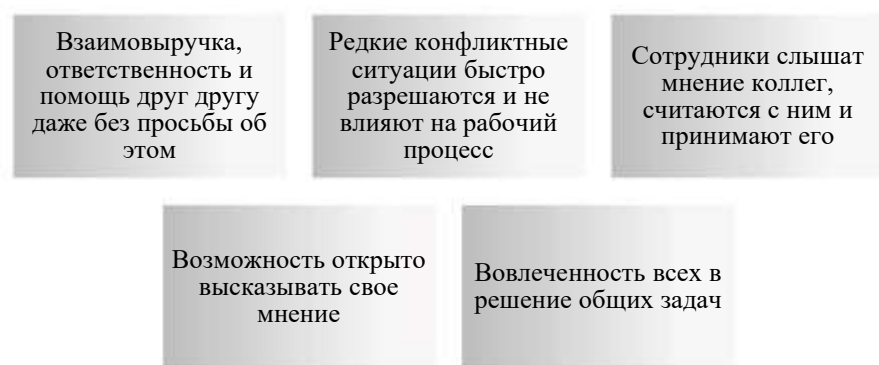 Взаимовыручка,
ответственность и
помощь друг другу
даже без просьбы об
этом
Редкие конфликтные
ситуации быстро
разрешаются и не
влияют на рабочий
процесс
Сотрудники слышат
мнение коллег,
считаются с ним и
принимают его
Возможность открыто
высказывать свое
мнение
Вовлеченность всех в
решение общих задач